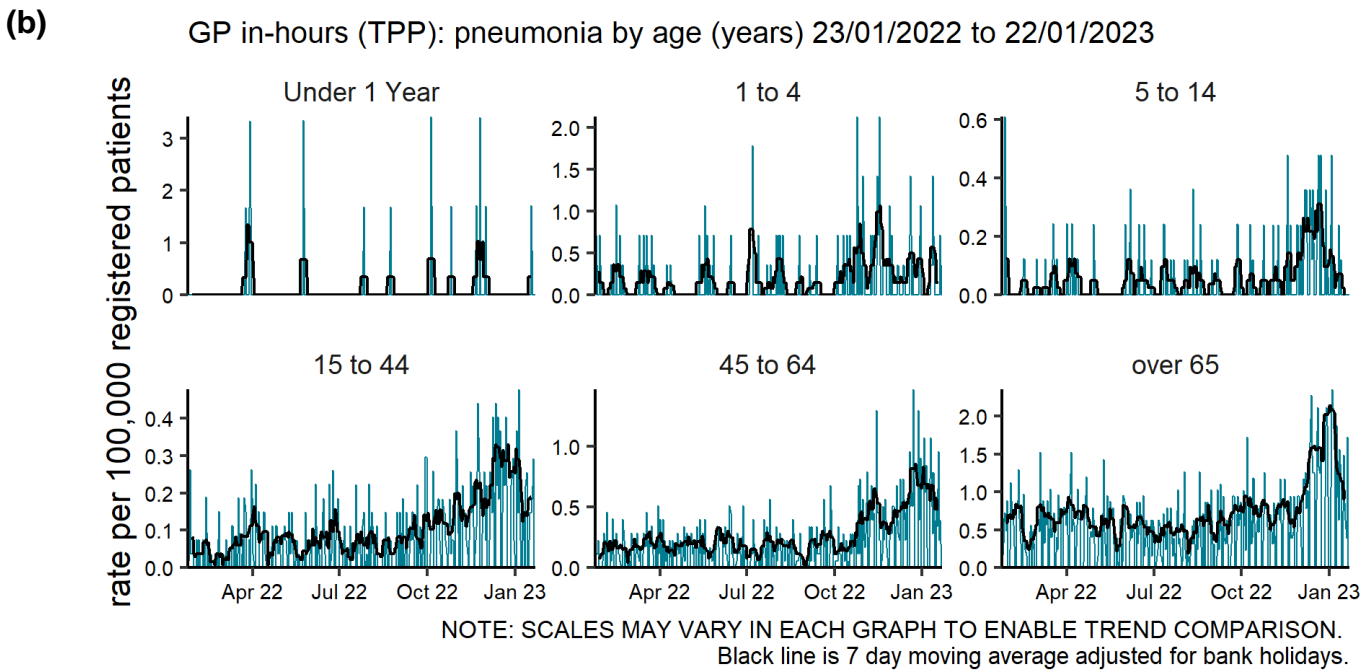 (b)
GP in-hours (TPP): pneumonia by age (years) 23/01/2022 to 22/01/2023
rate per 100,000 registered patients
Under 1 Year
1 to 4
5 to 14
3
2
1
0
2.0
1.5
1.0
0.5
0.0
0.6
0.4
0.2
0.0
15 to 44
45 to 64
over 65
0.4
0.3
0.2
0.1
0.0
1.0
0.5
0.0
2.0
1.5
1.0
0.5
0.0
Apr 22 Jul 22 Oct 22 Jan 23
Apr 22 Jul 22 Oct 22 Jan 23
Apr 22 Jul 22 Oct 22 Jan 23
NOTE: SCALES MAY VARY IN EACH GRAPH TO ENABLE TREND COMPARISON.
Black line is 7 day moving average adjusted for bank holidays.